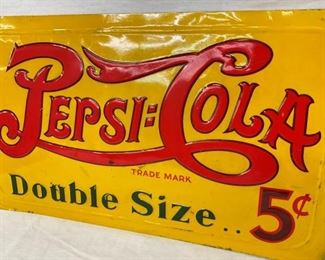 PEPSI:COLA
TRADE MARK
Double Size.. 5¢